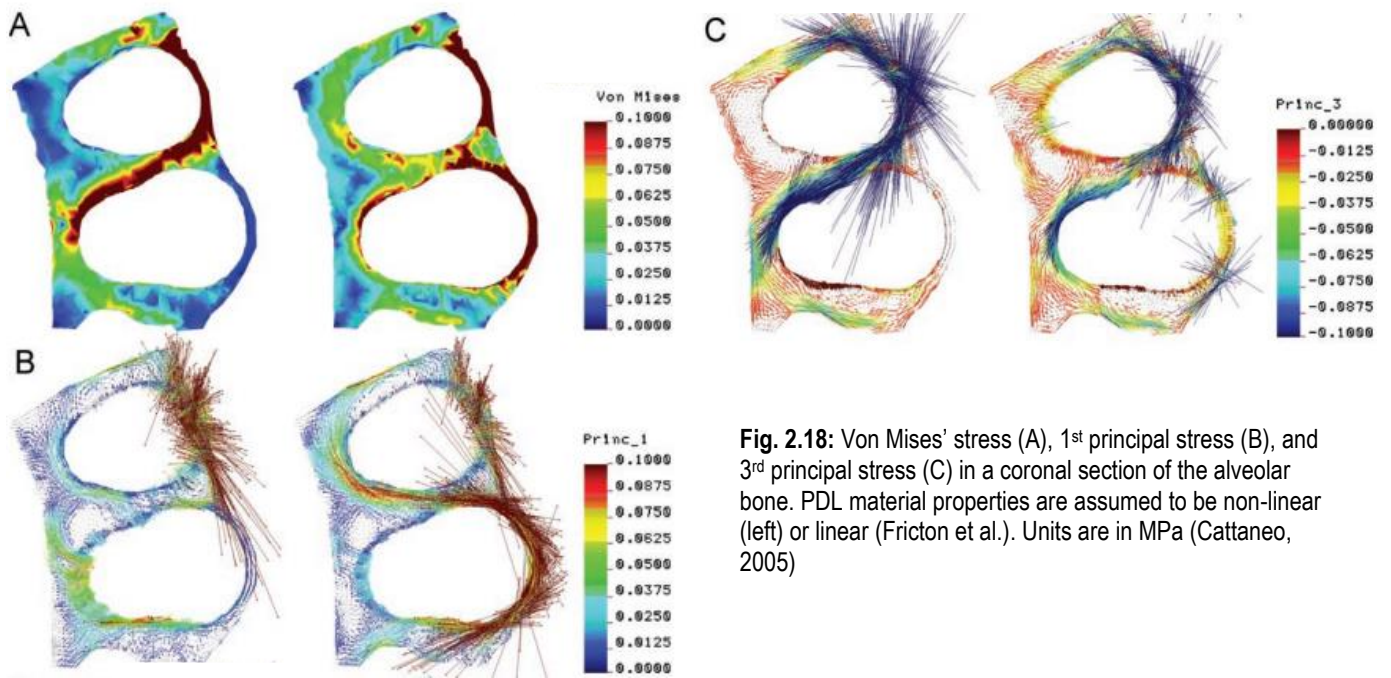 A
Von Mises
0.1000
0.0875
0.0750
0.0625
0.0500
0.0375
0.0250
0.0125
0.0000
B
Princ_1
0.1000
0.0875
0.0750
0.0625
0.0500
0.0375
0.0250
0.0125
0.0000
C
Princ_3
0.00000
-0.0125
-0.0250
-0.0375
-0.0500
-0.0625
-0.0750
-0.0875
-0.1000
Fig. 2.18: Von Mises’ stress (A), 1st principal stress (B), and
3rd principal stress (C) in a coronal section of the alveolar
bone. PDL material properties are assumed to be non-linear
(left) or linear (Fricton et al.). Units are in MPa (Cattaneo,
2005)